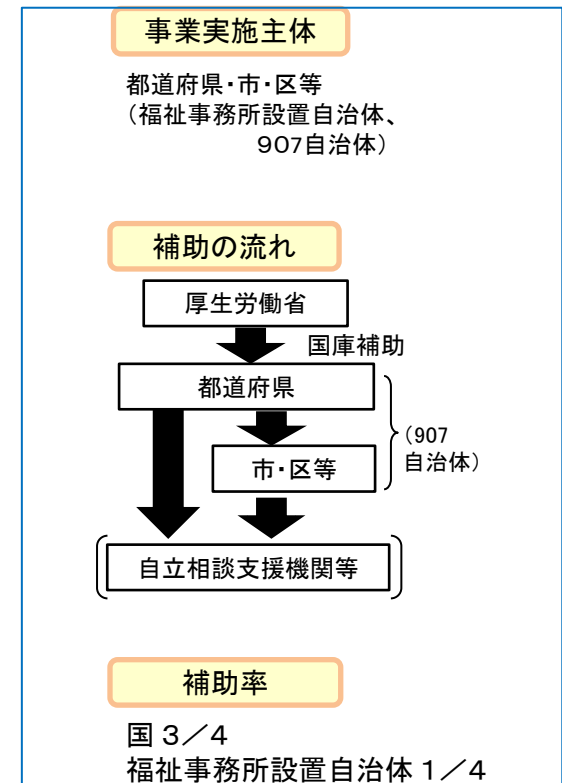 事業実施主体
都道府県・市・区等
（福祉事務所設置自治体、
907自治体）
補助の流れ
厚生労働省
国庫補助
都道府県
（907
自治体）
市・区等
自立相談支援機関等
補助率
国 3／4
福祉事務所設置自治体 1／4